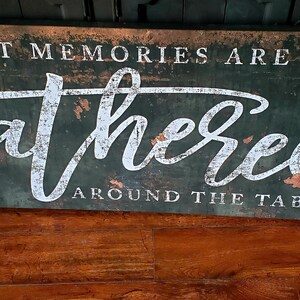 T MEMORIES ARE
athere
AROUND THE TAB